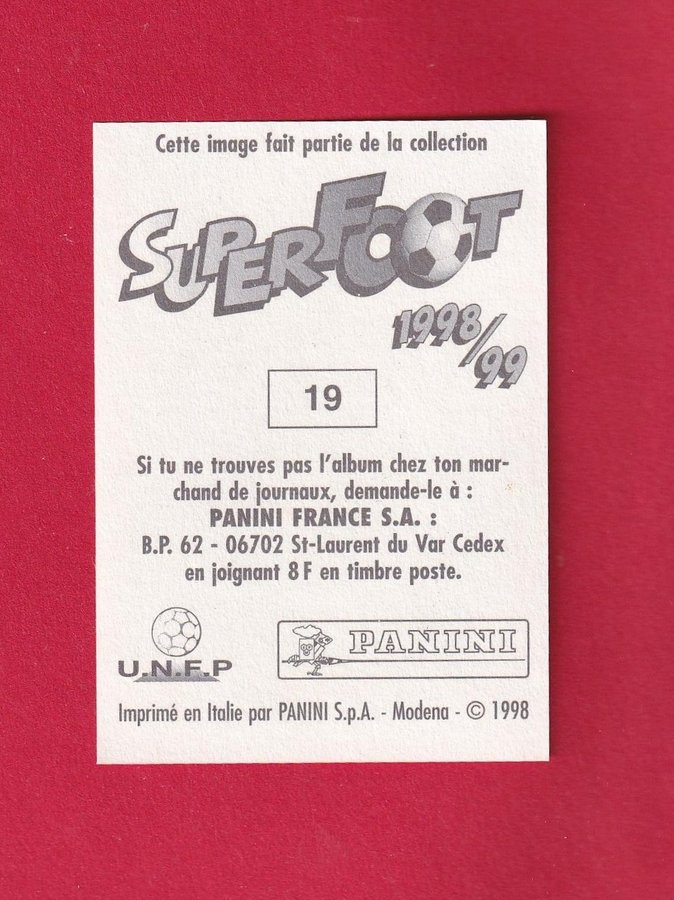 Cette image fait partie de la collection
SUPERFOOT
1998/99
19
Si tu ne trouves pas l'album chez ton mar-
chand de journaux, demande-le à :
PANINI FRANCE S.A. :
B.P. 62 - 06702 St-Laurent du Var Cedex
en joignant 8 F en timbre poste.
U.N.F.P
PANINI
Imprimé en Italie par PANINI S.p.A. - Modena - © 1998